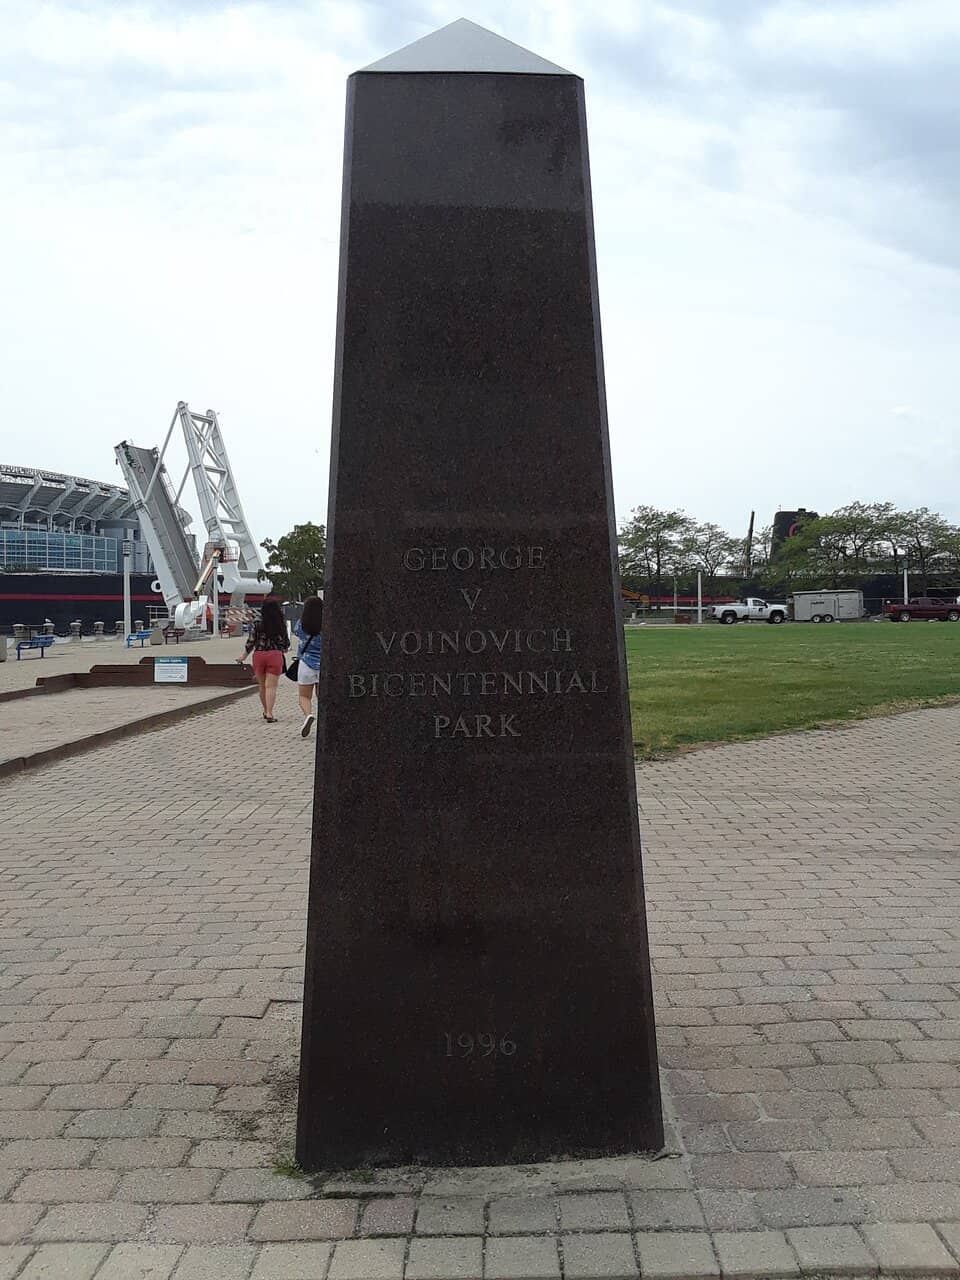 GEORGE
V.
VOINOVICH
BICENTENNIAL
PARK
1996